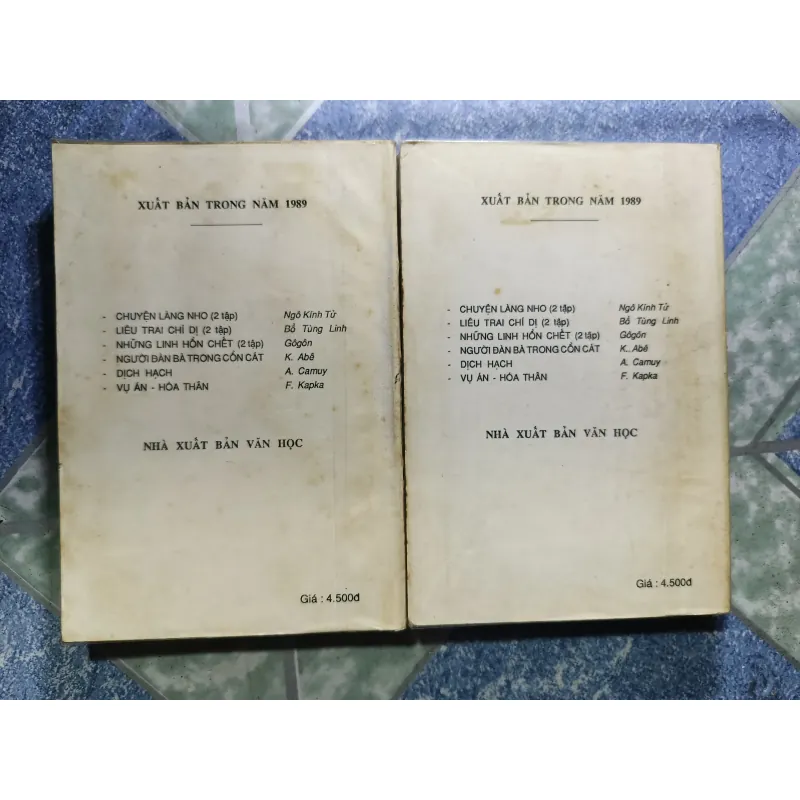 XUẤT BẢN TRONG NĂM 1989
- CHUYỆN LÀNG NHO (2 tập) Ngô Kính Tử
- LIÊU TRAI CHÍ DỊ (2 tập) Bồ Tùng Linh
- NHỮNG LINH HỒN CHẾT (2 tập) Gôgôn
- NGƯỜI ĐÀN BÀ TRONG CỒN CÁT K. Abê
- DỊCH HẠCH A. Camuy
- VỤ ÁN - HÓA THÂN F. Kapka
NHÀ XUẤT BẢN VĂN HỌC
Giá : 4.500đ
XUẤT BẢN TRONG NĂM 1989
- CHUYỆN LÀNG NHO (2 tập) Ngô Kính Tử
- LIÊU TRAI CHÍ DỊ (2 tập) Bồ Tùng Linh
- NHỮNG LINH HỒN CHẾT (2 tập) Gôgôn
- NGƯỜI ĐÀN BÀ TRONG CỒN CÁT K. Abê
- DỊCH HẠCH A. Camuy
- VỤ ÁN - HÓA THÂN F. Kapka
NHÀ XUẤT BẢN VĂN HỌC
Giá : 4.500đ